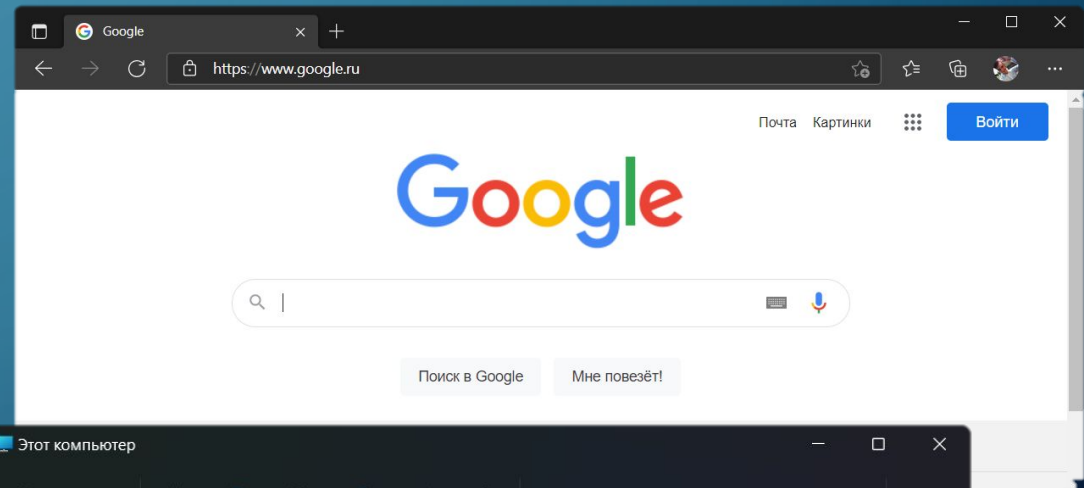 Google
https://www.google.ru
Почта Картинки Войти
Google
Поиск в Google Мне повезёт!
Этот компьютер